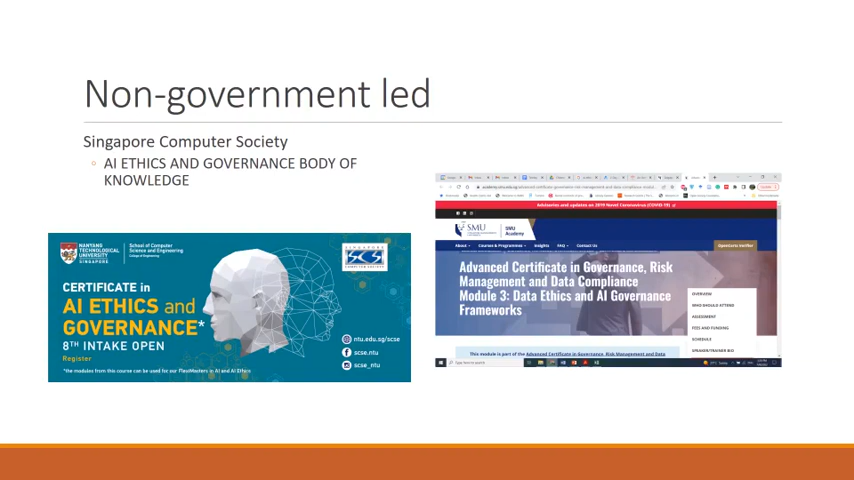 Non-government led
Singapore Computer Society
AI ETHICS AND GOVERNANCE BODY OF
KNOWLEDGE
NANYANG
TECHNOLOGICAL
UNIVERSITY
SINGAPORE
School of Computer
Science and Engineering
College of Engineering
SINGAPORE
SCS
COMPUTER SOCIETY
CERTIFICATE in
AI ETHICS and
GOVERNANCE*
8TH INTAKE OPEN
Register
*the modules from this course can be used for our FlexiMasters in AI and AI Ethics
ntu.edu.sg/scse
scse.ntu
scse_ntu
Advisories and updates on 2019 Novel Coronavirus (COVID-19)
SMU
SMU
Academy
About
Courses & Programmes
Insights
FAQ
Contact Us
OpenCerts Verifier
Advanced Certificate in Governance, Risk
Management and Data Compliance
Module 3: Data Ethics and AI Governance
Frameworks
OVERVIEW
WHO SHOULD ATTEND
ASSESSMENT
FEES AND FUNDING
SCHEDULE
SPEAKER/TRAINER BIO
This module is part of the Advanced Certificate in Governance, Risk Management and Data
Type here to search